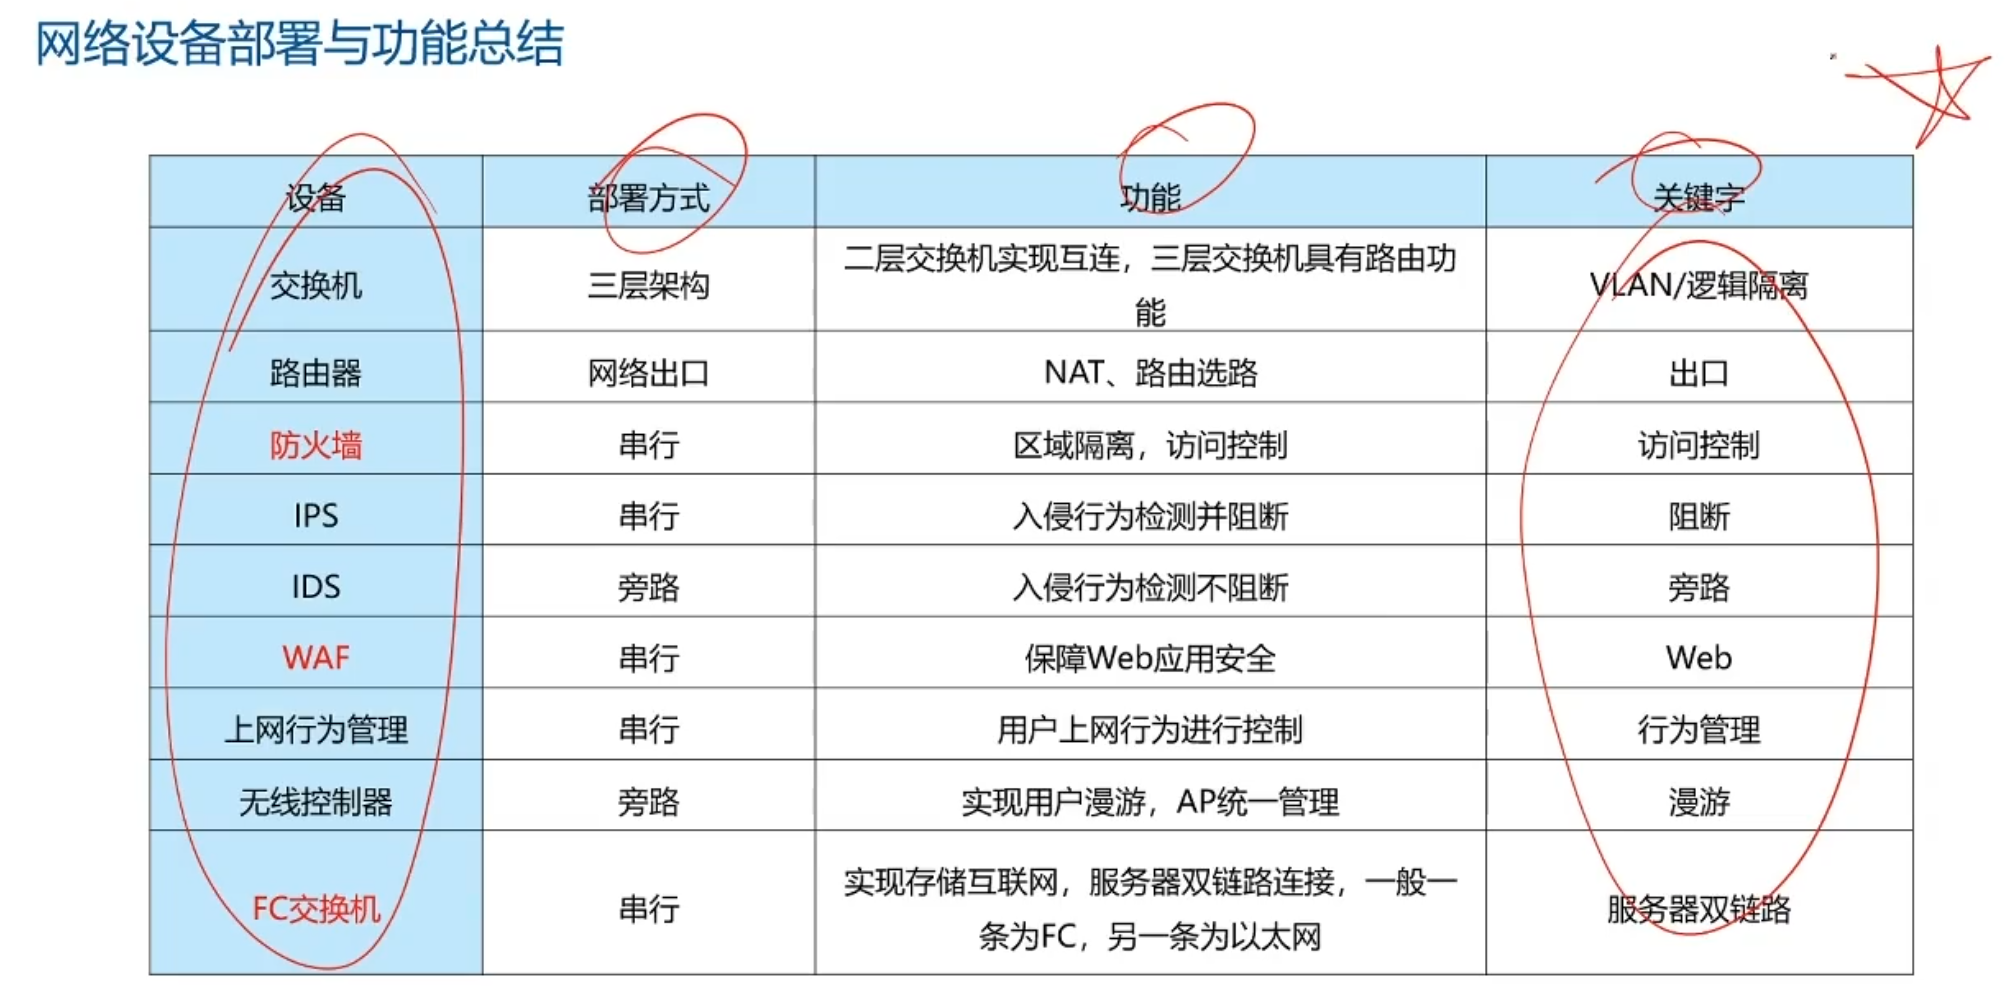 网络设备部署与功能总结
设备 部署方式 功能 关键字
交换机 三层架构 二层交换机实现互连，三层交换机具有路由功
能 VLAN/逻辑隔离
路由器 网络出口 NAT、路由选路 出口
防火墙 串行 区域隔离，访问控制 访问控制
IPS 串行 入侵行为检测并阻断 阻断
IDS 旁路 入侵行为检测不阻断 旁路
WAF 串行 保障Web应用安全 Web
上网行为管理 串行 用户上网行为进行控制 行为管理
无线控制器 旁路 实现用户漫游，AP统一管理 漫游
FC交换机 串行 实现存储互联网，服务器双链路连接，一般一
条为FC，另一条为以太网 服务器双链路